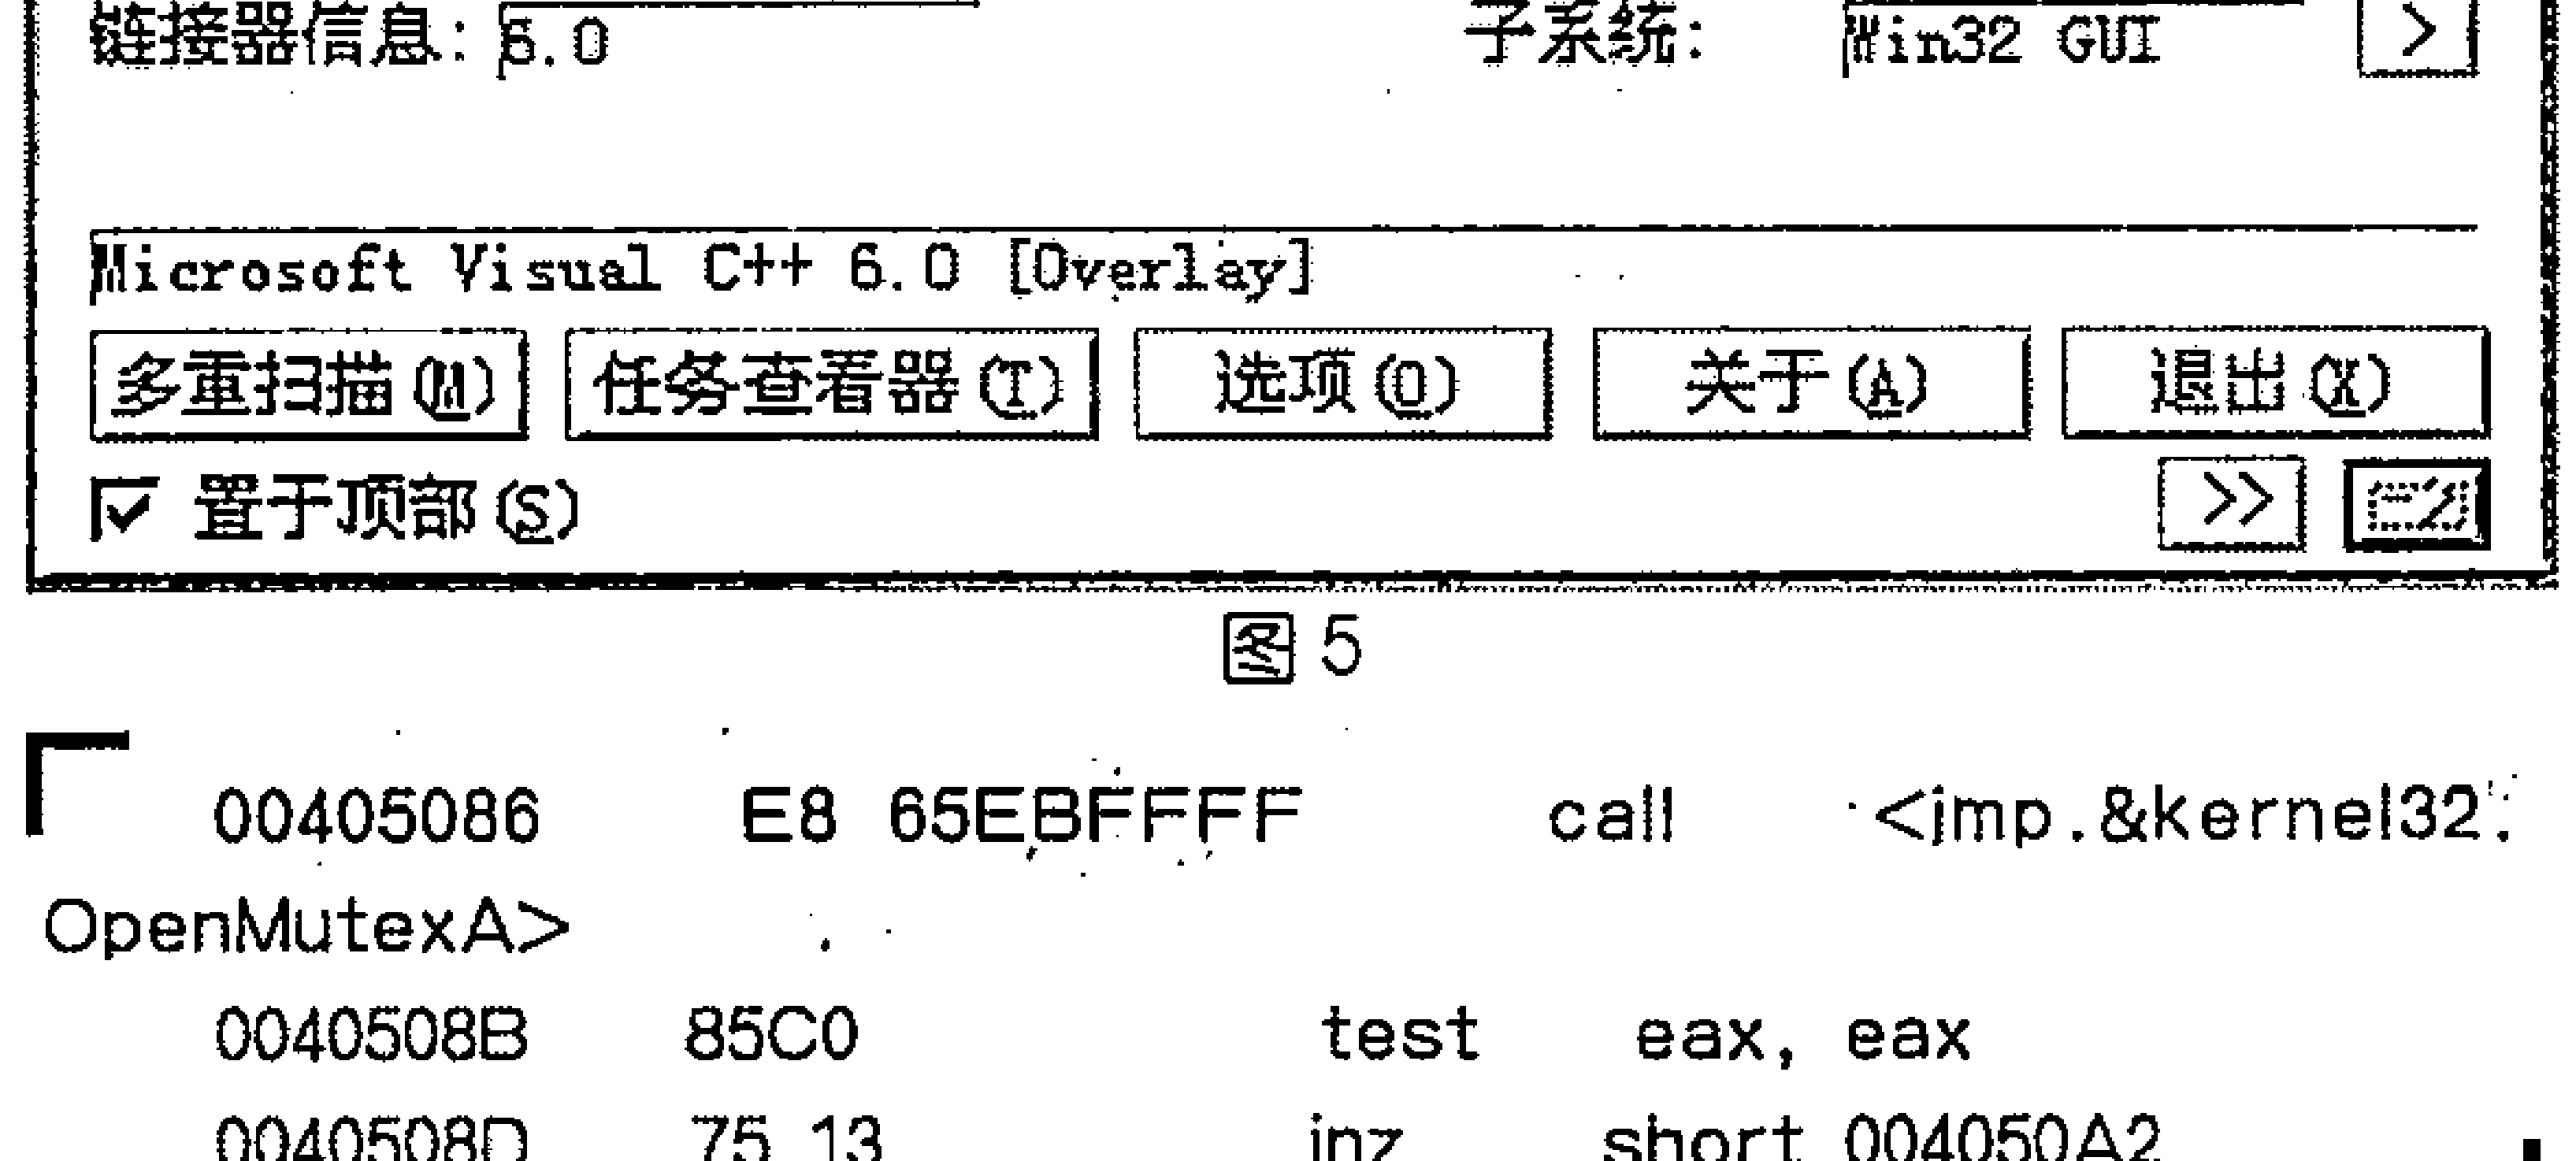 链接器信息: 6.0 子系统: Win32 GUI >
Microsoft Visual C++ 6.0 [Overlay]
多重扫描(M) 任务查看器(T) 选项(O) 关于(A) 退出(X)
置于顶部(S) >>
图 5
00405086 E8 65EBFFFF call <jmp.&kernel32.
OpenMutexA>
0040508B 85C0 test eax, eax
0040508D 75 13 jnz short 004050A2